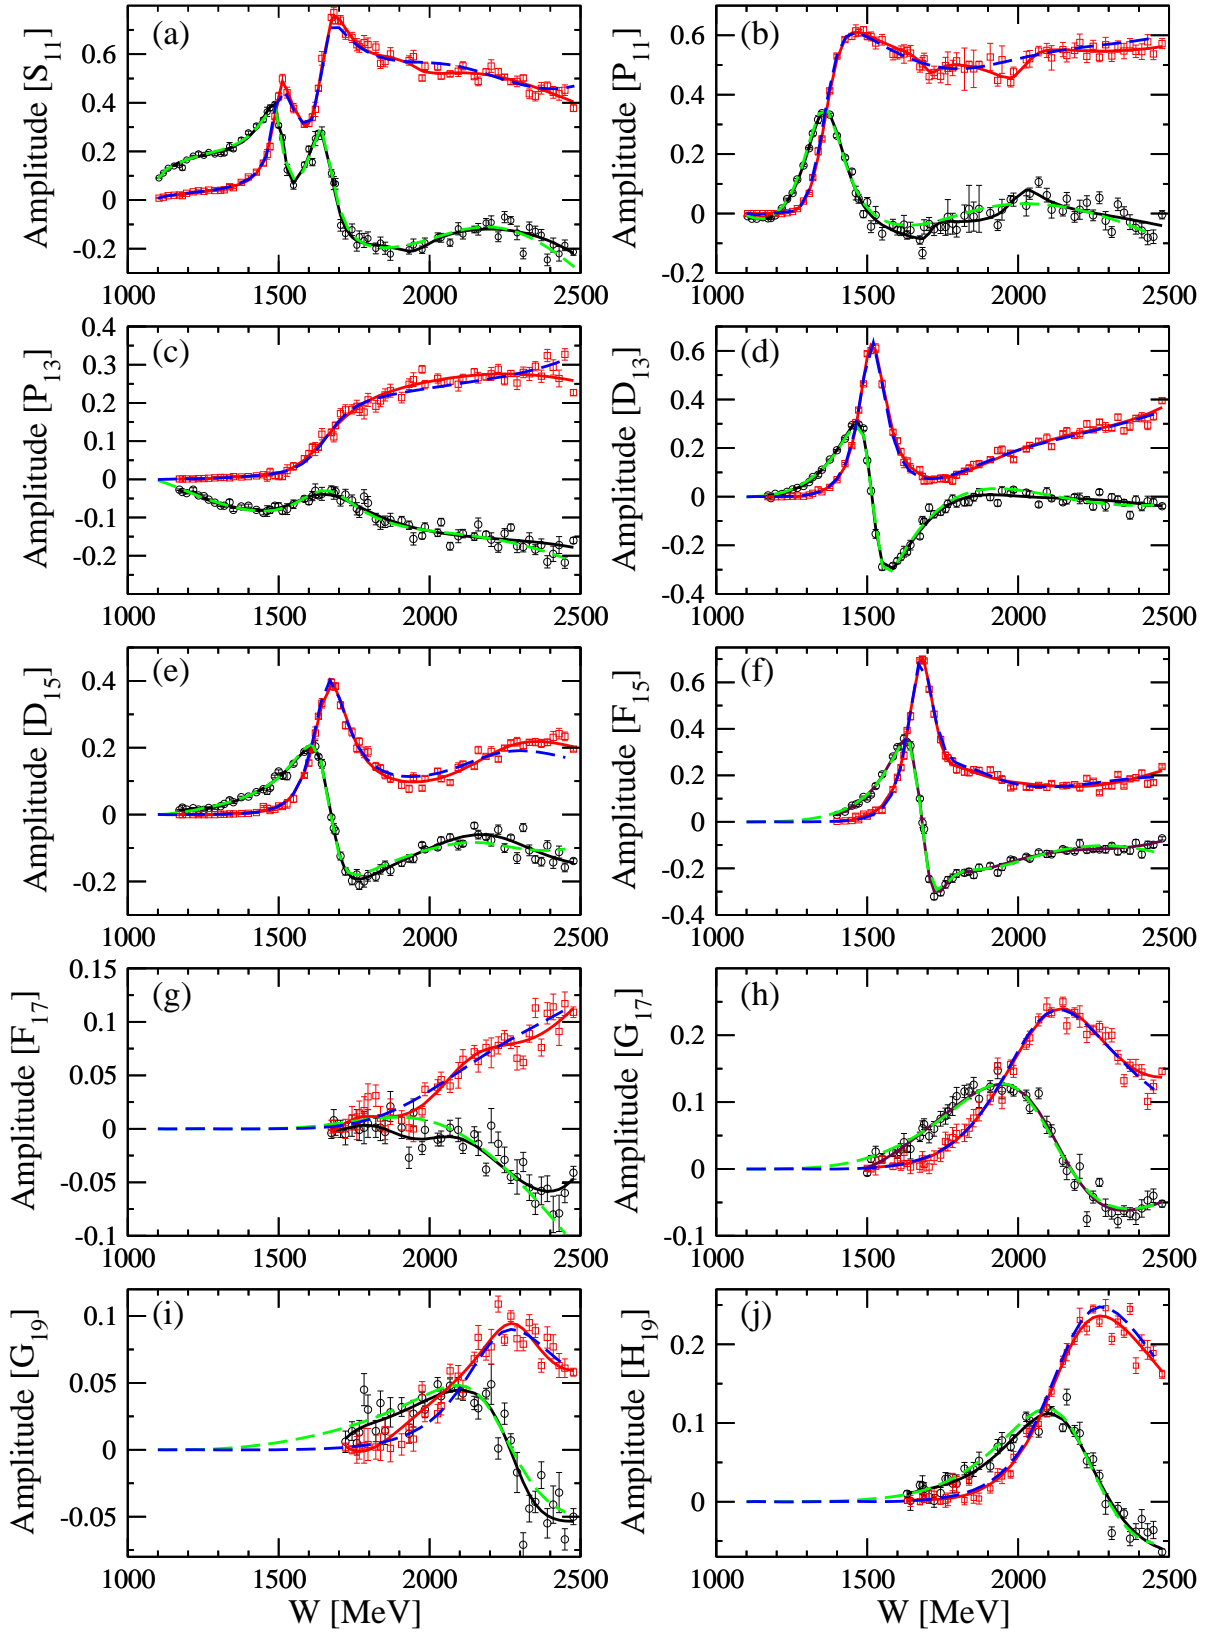 (a)
Amplitude [S11]
0.6
0.4
0.2
0
-0.2
1000 1500 2000 2500
(b)
Amplitude [P11]
0.6
0.4
0.2
0
-0.2
1000 1500 2000 2500
(c)
Amplitude [P13]
0.4
0.3
0.2
0.1
0
-0.1
-0.2
1000 1500 2000 2500
(d)
Amplitude [D13]
0.6
0.4
0.2
0
-0.2
-0.4
1000 1500 2000 2500
(e)
Amplitude [D15]
0.4
0.2
0
-0.2
1000 1500 2000 2500
(f)
Amplitude [F15]
0.6
0.4
0.2
0
-0.2
-0.4
1000 1500 2000 2500
(g)
Amplitude [F17]
0.15
0.1
0.05
0
-0.05
-0.1
1000 1500 2000 2500
(h)
Amplitude [G17]
0.2
0.1
0
-0.1
1000 1500 2000 2500
(i)
Amplitude [G19]
0.1
0.05
0
-0.05
1000 1500 2000 2500
W [MeV]
(j)
Amplitude [H19]
0.2
0.1
0
1000 1500 2000 2500
W [MeV]